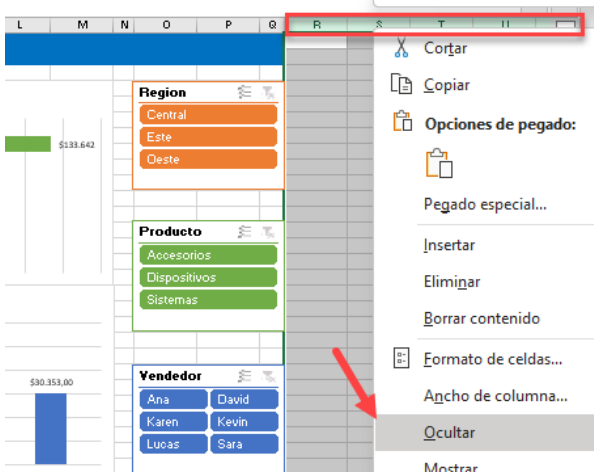 L M N O P Q R S T U
Cortar
Copiar
Opciones de pegado:
Pegado especial...
Insertar
Eliminar
Borrar contenido
Formato de celdas...
Ancho de columna...
Ocultar
Mostrar
$133.642
Region
Central
Este
Oeste
Producto
Accesorios
Dispositivos
Sistemas
$30.353,00
Vendedor
Ana David
Karen Kevin
Lucas Sara